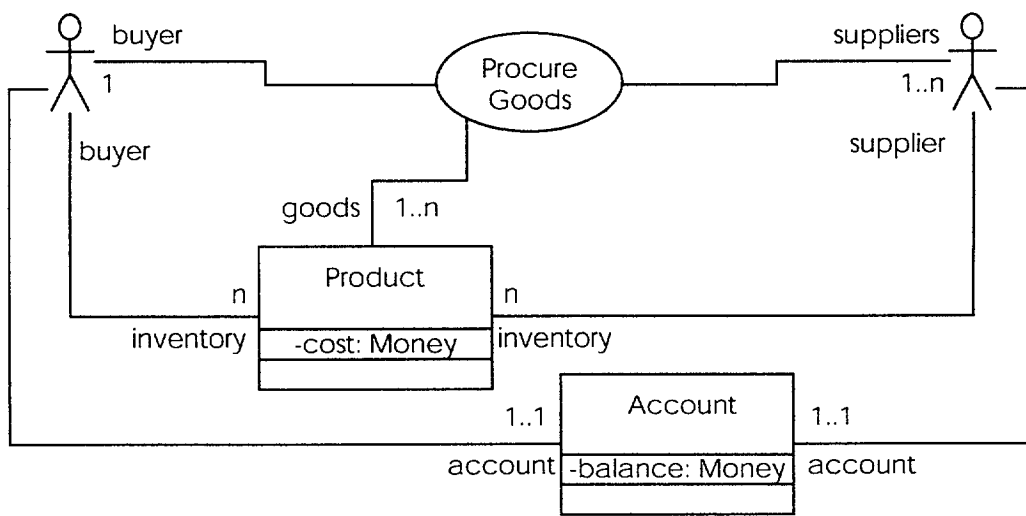 buyer
suppliers
Procure
Goods
1
1..n
buyer
supplier
goods
1..n
Product
n
n
inventory
-cost: Money
inventory
1..1
Account
1..1
account
-balance: Money
account